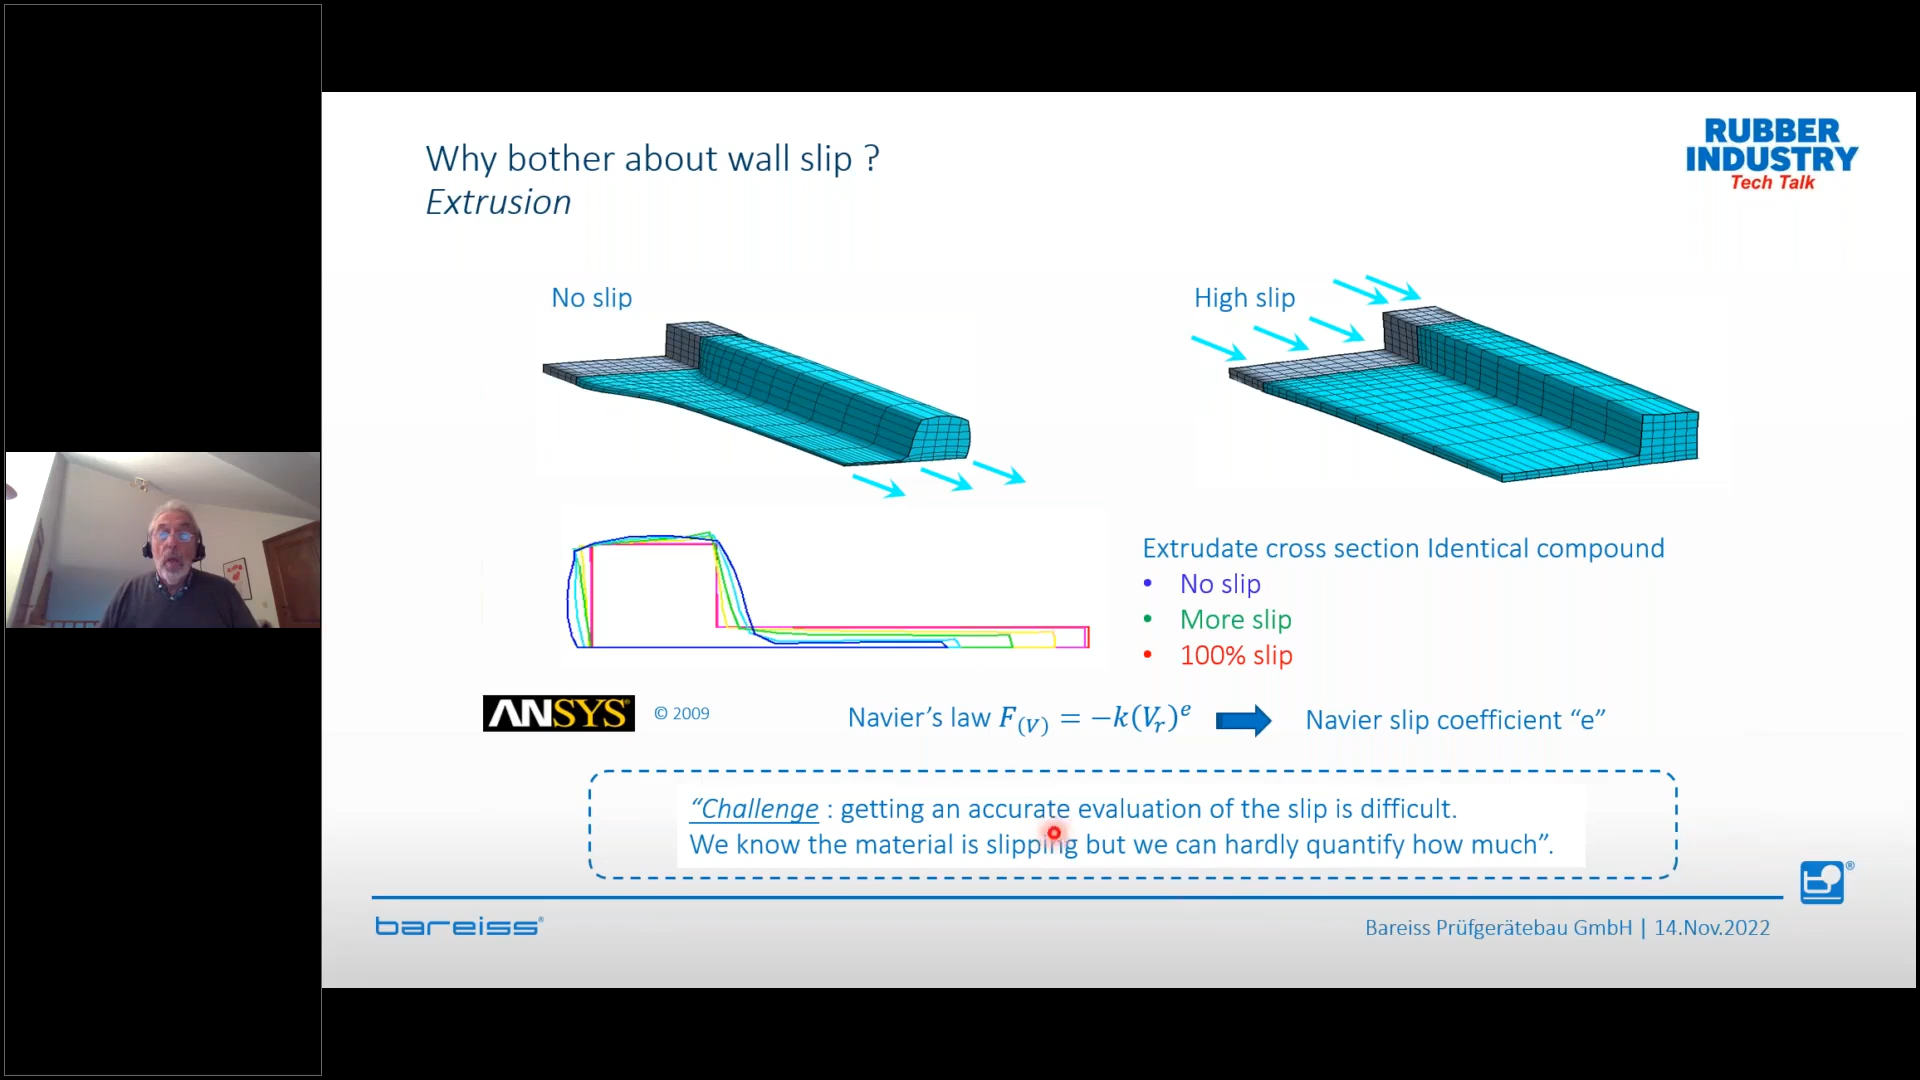 Why bother about wall slip ?
Extrusion
RUBBER
INDUSTRY
Tech Talk
No slip
High slip
Extrudate cross section Identical compound
• No slip
• More slip
• 100% slip
ANSYS® © 2009
Navier’s law F(V) = −k(Vr)^e
Navier slip coefficient “e”
“Challenge : getting an accurate evaluation of the slip is difficult.
We know the material is slipping but we can hardly quantify how much”.
®
bareiss®
Bareiss Prüfgerätebau GmbH | 14.Nov.2022